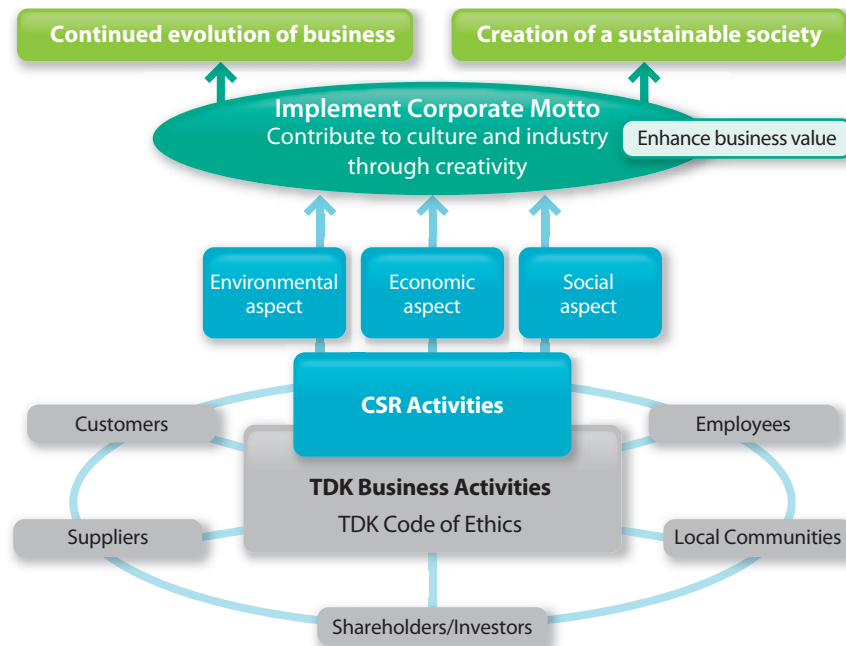 Continued evolution of business
Creation of a sustainable society
Implement Corporate Motto
Contribute to culture and industry
through creativity
Enhance business value
Environmental
aspect
Economic
aspect
Social
aspect
CSR Activities
Customers
Employees
TDK Business Activities
TDK Code of Ethics
Suppliers
Local Communities
Shareholders/Investors